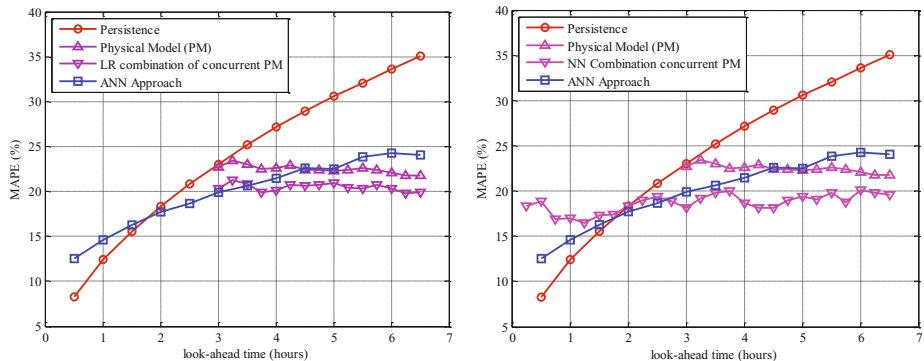 40
35
30
25
20
15
10
5
MAPE (%)
Persistence
Physical Model (PM)
LR combination of concurrent PM
ANN Approach
0 1 2 3 4 5 6 7
look-ahead time (hours)
40
35
30
25
20
15
10
5
MAPE (%)
Persistence
Physical Model (PM)
NN Combination concurrent PM
ANN Approach
0 1 2 3 4 5 6 7
look-ahead time (hours)